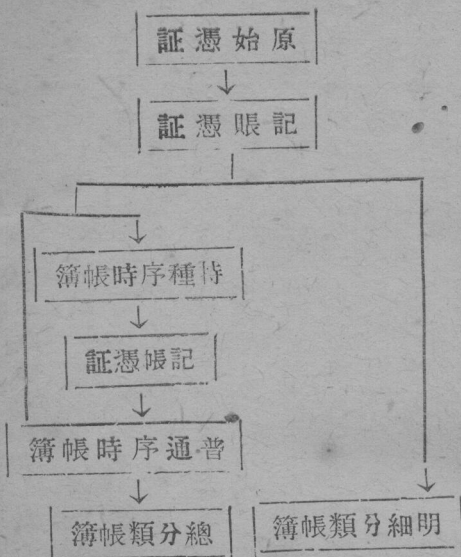 原始憑証
記賬憑証
特種序時帳簿
記帳憑証
普通序時帳簿
總分類帳簿
明細分類帳簿